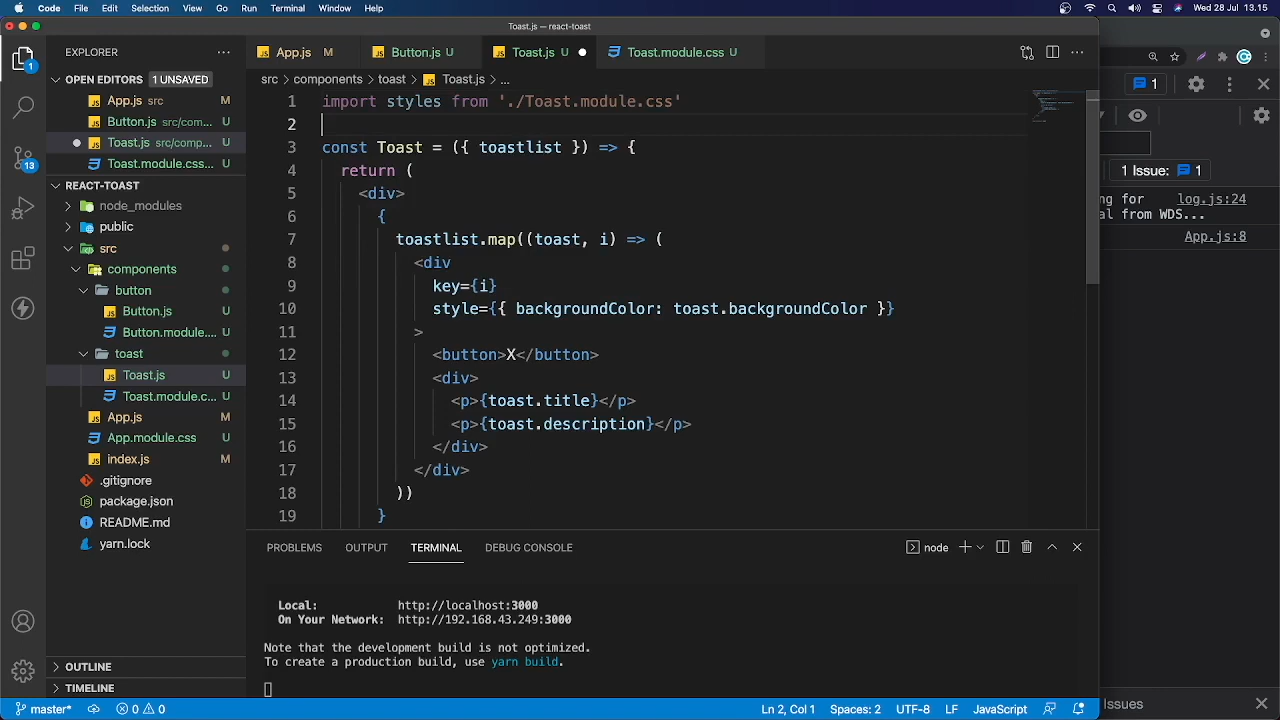 Code File Edit Selection View Go Run Terminal Window Help
Wed 28 Jul 13.15
Toast.js — react-toast
EXPLORER
App.js M
Button.js U
Toast.js U
Toast.module.css U
OPEN EDITORS 1 UNSAVED
App.js src M
Button.js src/com... U
Toast.js src/comp... U
Toast.module.css U
REACT-TOAST
node_modules
public
src
components
button
Button.js U
Button.module.... U
toast
Toast.js U
Toast.module.c... U
App.js M
App.module.css U
index.js M
.gitignore
package.json
README.md
yarn.lock
OUTLINE
TIMELINE
src > components > toast > Toast.js > ...
1 import styles from './Toast.module.css'
2
3 const Toast = ({ toastlist }) => {
4 return (
5 <div>
6 {
7 toastlist.map((toast, i) => (
8 <div
9 key={i}
10 style={{ backgroundColor: toast.backgroundColor }}
11 >
12 <button>X</button>
13 <div>
14 <p>{toast.title}</p>
15 <p>{toast.description}</p>
16 </div>
17 </div>
18 ))
19 }
PROBLEMS OUTPUT TERMINAL DEBUG CONSOLE
node
Local: http://localhost:3000
On Your Network: http://192.168.43.249:3000
Note that the development build is not optimized.
To create a production build, use yarn build.
1
1 Issue: 1
ng for log.js:24
al from WDS...
App.js:8
Issues
1
13
master* 0 0
Ln 2, Col 1 Spaces: 2 UTF-8 LF JavaScript